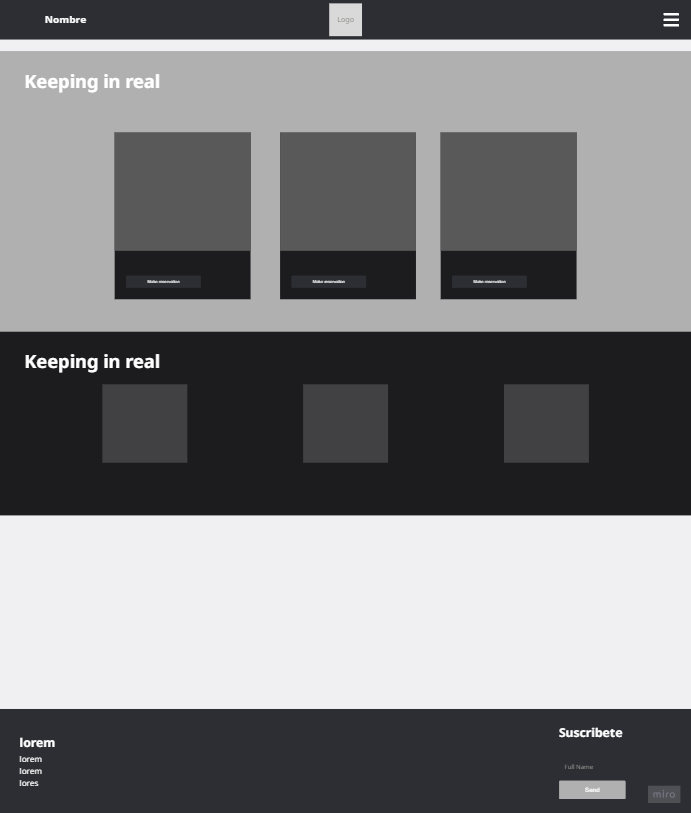 Nombre
Logo
Keeping in real
Make reservation
Make reservation
Make reservation
Keeping in real
lorem
lorem
lorem
lores
Suscribete
Full Name
Send
miro